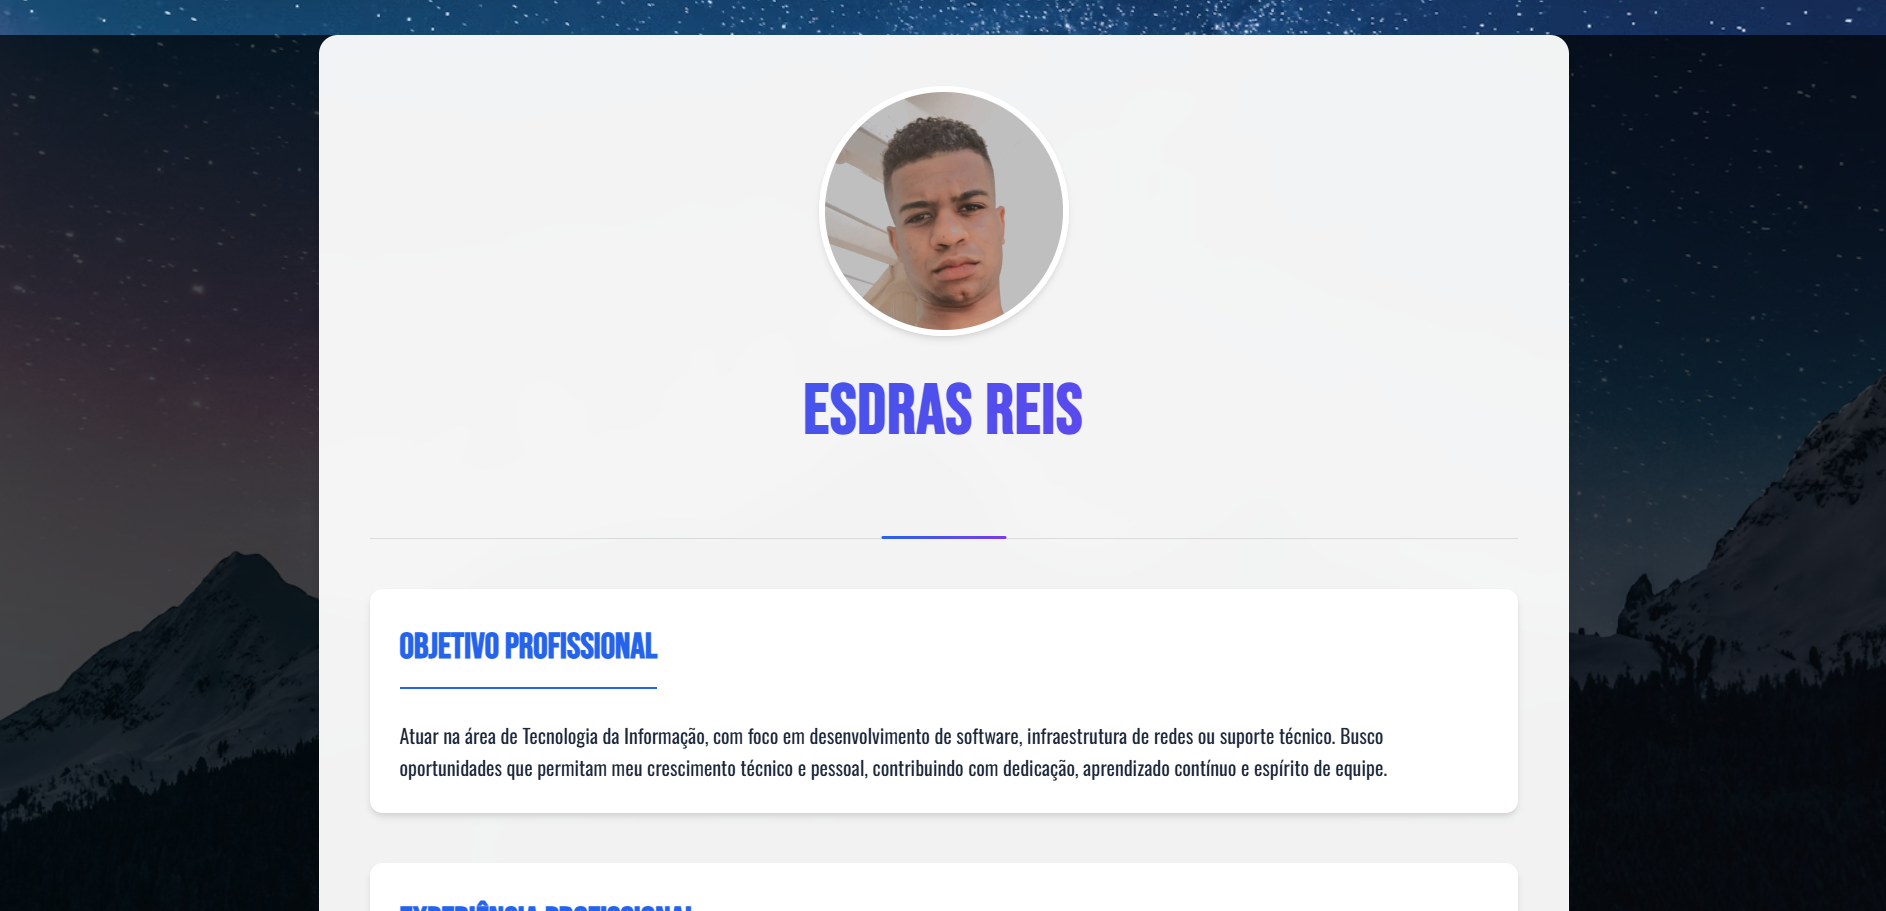 ESDRAS REIS
OBJETIVO PROFISSIONAL
Atuar na área de Tecnologia da Informação, com foco em desenvolvimento de software, infraestrutura de redes ou suporte técnico. Busco
oportunidades que permitam meu crescimento técnico e pessoal, contribuindo com dedicação, aprendizado contínuo e espírito de equipe.
EXPERIÊNCIA PROFISSIONAL